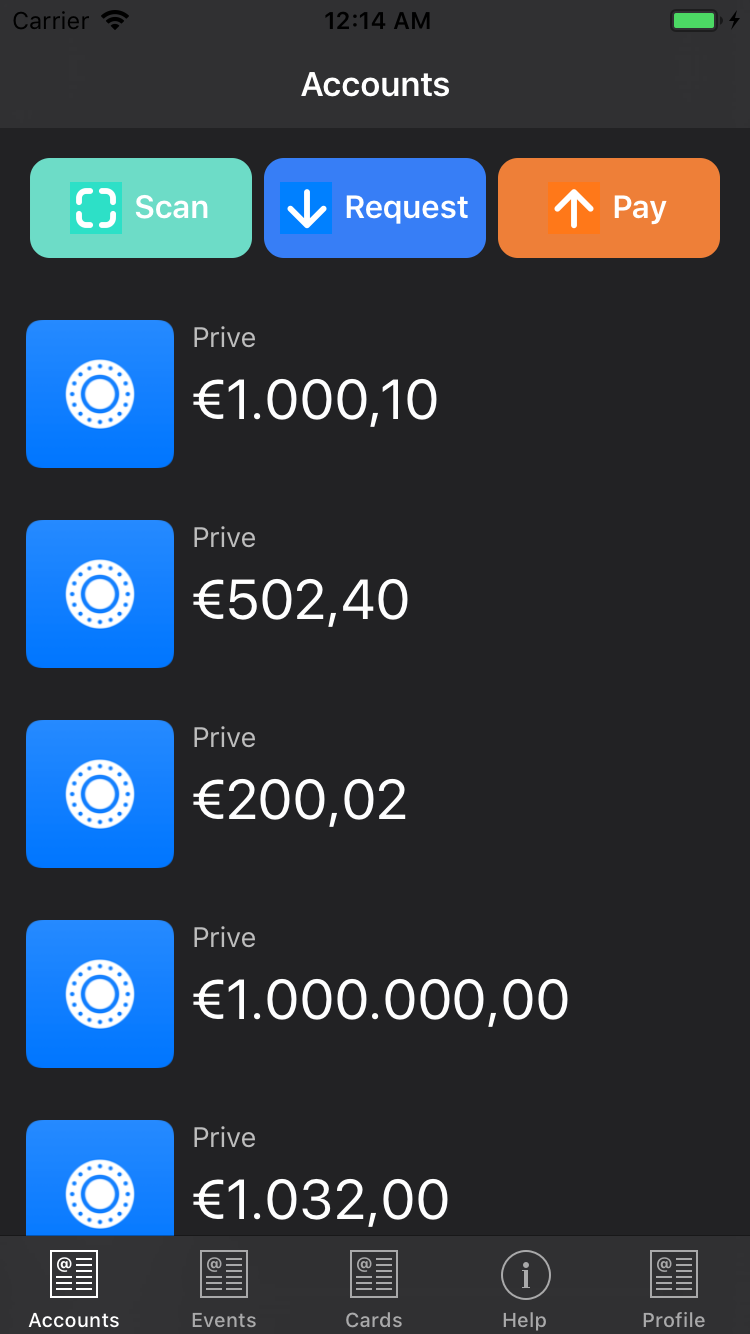 Carrier 12:14 AM
Accounts
Scan Request Pay
Prive
€1.000,10
Prive
€502,40
Prive
€200,02
Prive
€1.000.000,00
Prive
€1.032,00
@ @ @ i @
Accounts Events Cards Help Profile